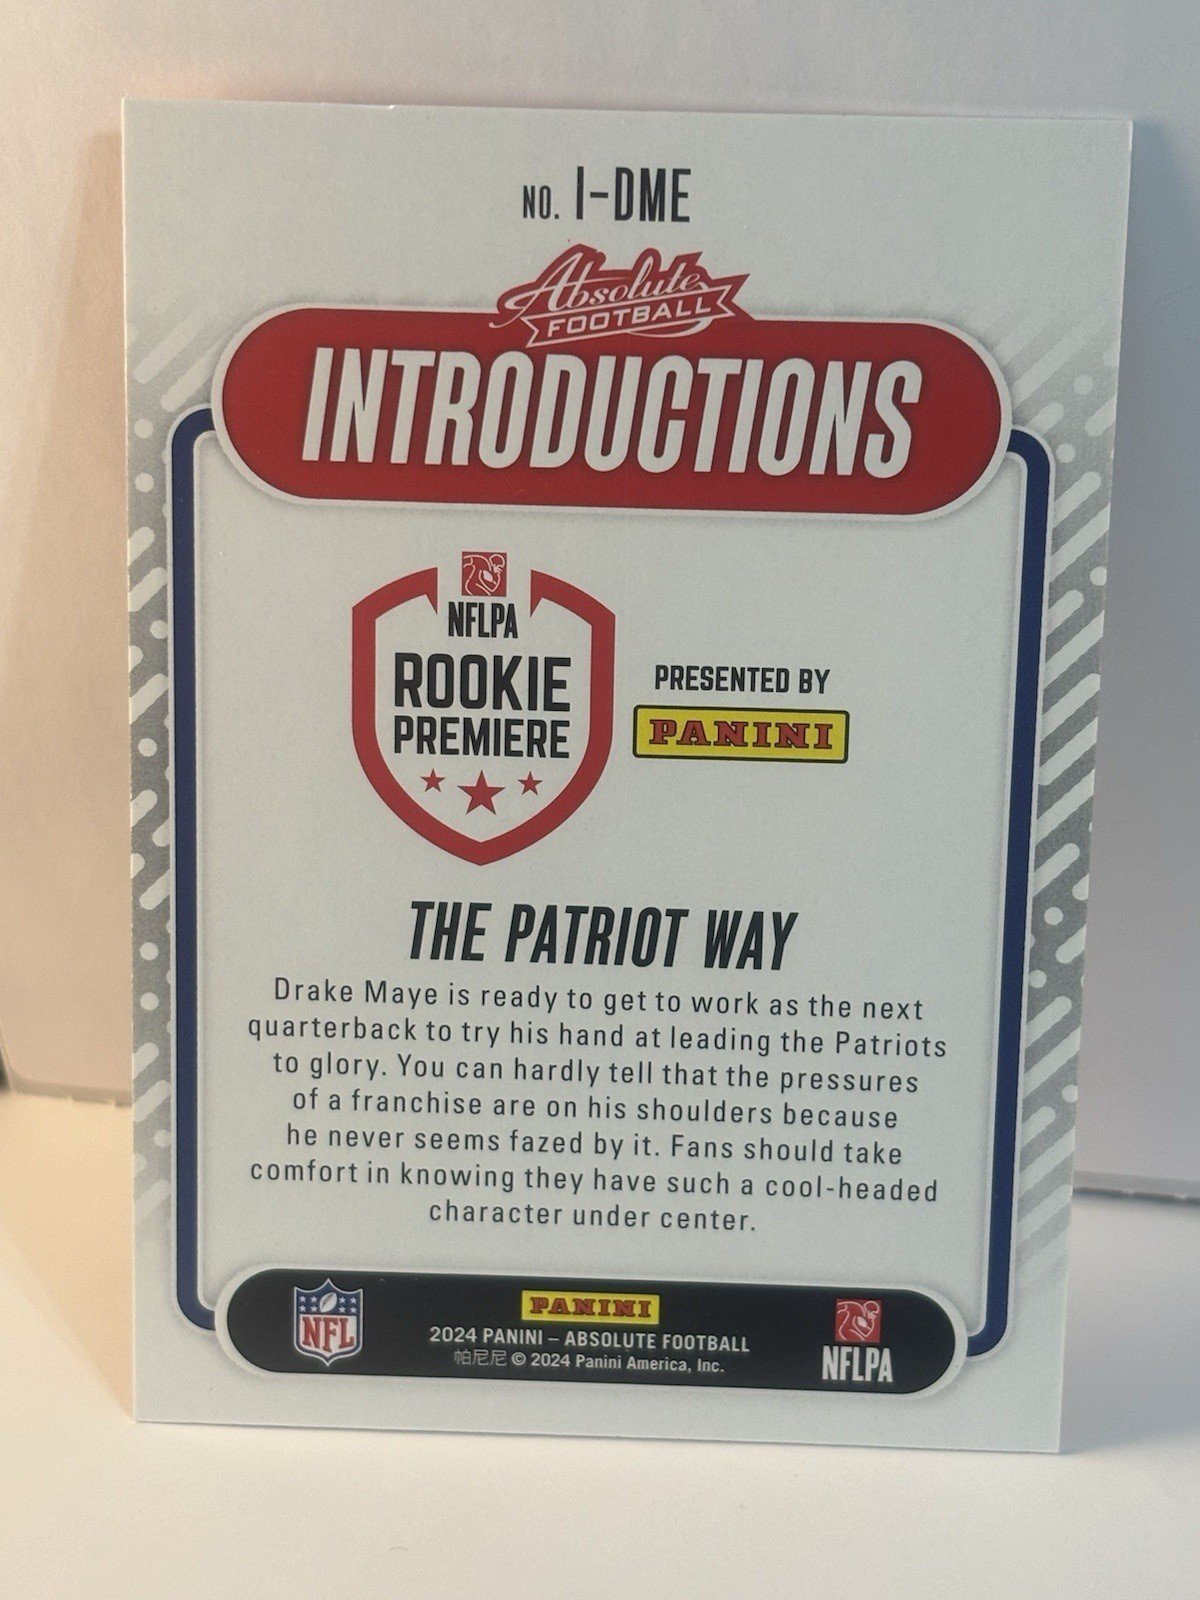 NO. I-DME
Absolute
FOOTBALL
INTRODUCTIONS
NFLPA
ROOKIE
PREMIERE
PRESENTED BY
PANINI
THE PATRIOT WAY
Drake Maye is ready to get to work as the next
quarterback to try his hand at leading the Patriots
to glory. You can hardly tell that the pressures
of a franchise are on his shoulders because
he never seems fazed by it. Fans should take
comfort in knowing they have such a cool-headed
character under center.
NFL
PANINI
2024 PANINI – ABSOLUTE FOOTBALL
帕尼尼 © 2024 Panini America, Inc.
NFLPA